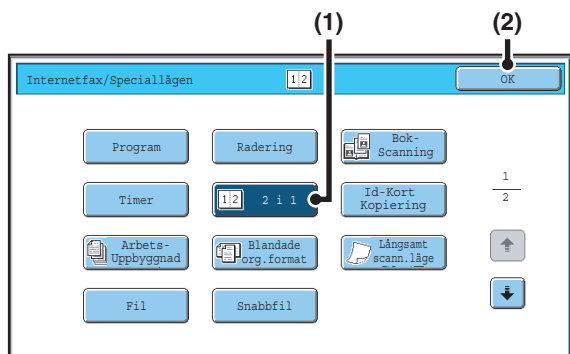 (1) (2)
Internetfax/Speciallägen 1 2 OK
Program Radering Bok-
Scanning
Timer 1 2 2 i 1 Id-Kort
Kopiering
1
2
Arbets-
Uppbyggnad
Blandade
org.format
Långsamt
scann.läge
Fil Snabbfil